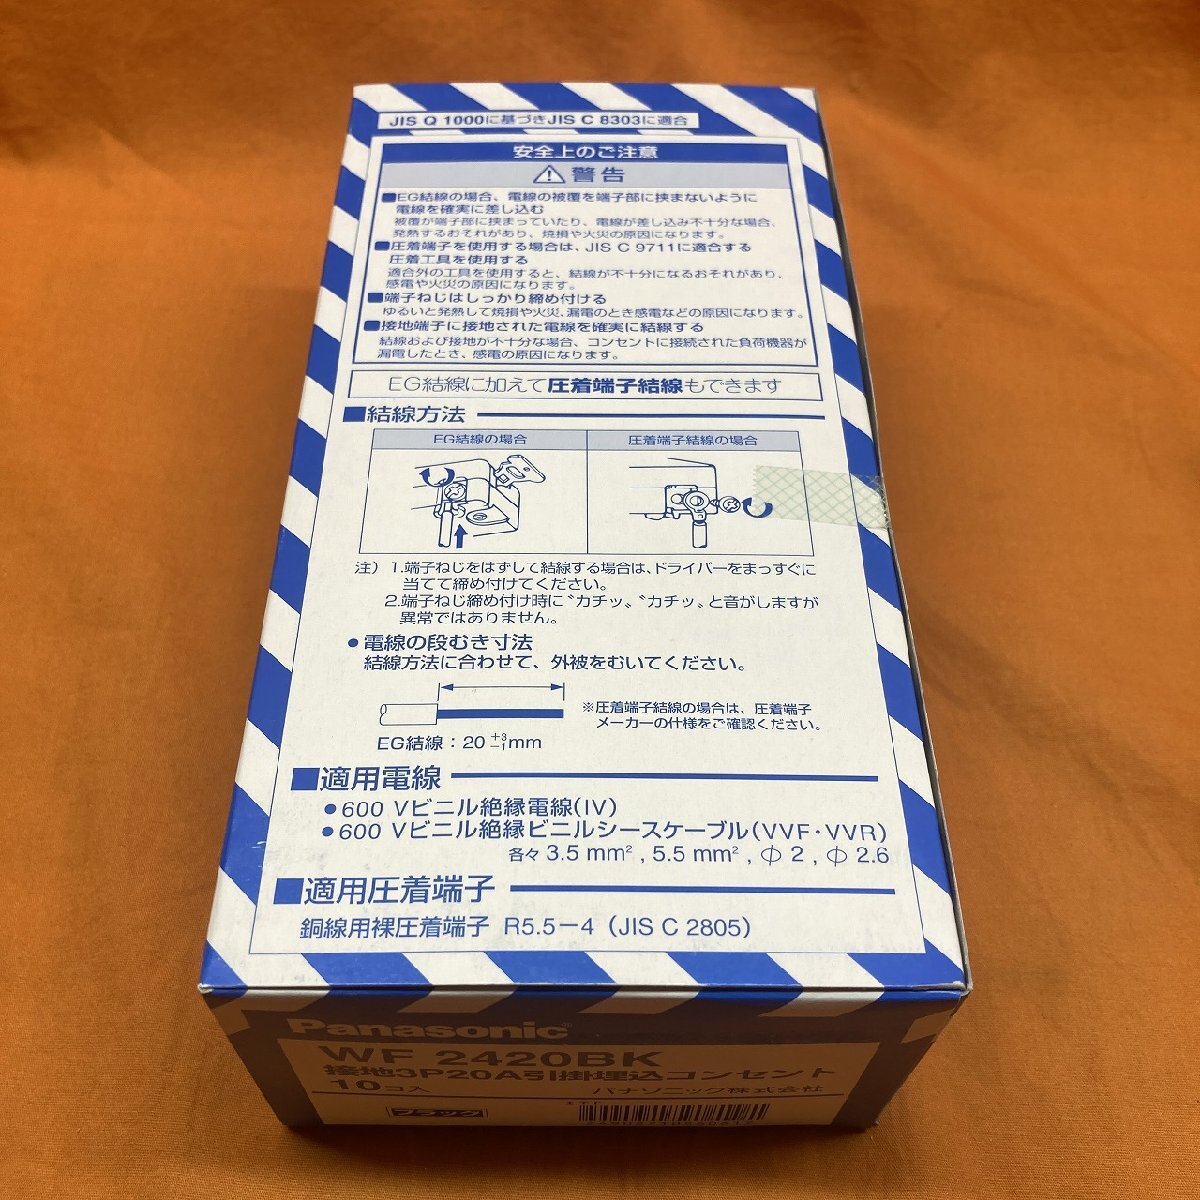 JIS Q 1000に基づきJIS C 8303に適合
安全上のご注意
警告
■EG結線の場合、電線の被覆を端子部に挟まないように
電線を確実に差し込む
被覆が端子部に挟まっていたり、電線が差し込み不十分な場合、
発熱するおそれがあり、焼損や火災の原因になります。
■圧着端子を使用する場合は、JIS C 9711に適合する
圧着工具を使用する
適合外の工具を使用すると、結線が不十分になるおそれがあり、
感電や火災の原因になります。
■端子ねじはしっかり締め付ける
ゆるいと発熱して焼損や火災、漏電のとき感電などの原因になります。
■接地端子に接地された電線を確実に結線する
結線および接地が不十分な場合、コンセントに接続された負荷機器が
漏電したとき、感電の原因になります。
EG結線に加えて圧着端子結線もできます
■結線方法
EG結線の場合 圧着端子結線の場合
注）1.端子ねじをはずして結線する場合は、ドライバーをまっすぐに
当てて締め付けてください。
2.端子ねじ締め付け時に〝カチッ〟〝カチッ〟と音がしますが
異常ではありません。
●電線の段むき寸法
結線方法に合わせて、外被をむいてください。
※圧着端子結線の場合は、圧着端子
メーカーの仕様をご確認ください。
EG結線：20 +3 −1 mm
■適用電線
●600 Vビニル絶縁電線(IV)
●600 Vビニル絶縁ビニルシースケーブル(VVF・VVR)
各々 3.5 mm², 5.5 mm², φ 2 , φ 2.6
■適用圧着端子
銅線用裸圧着端子 R5.5−4 (JIS C 2805)
Panasonic®
WF 2420BK
接地3P20A引掛埋込コンセント
10コ入 パナソニック株式会社
ブラック